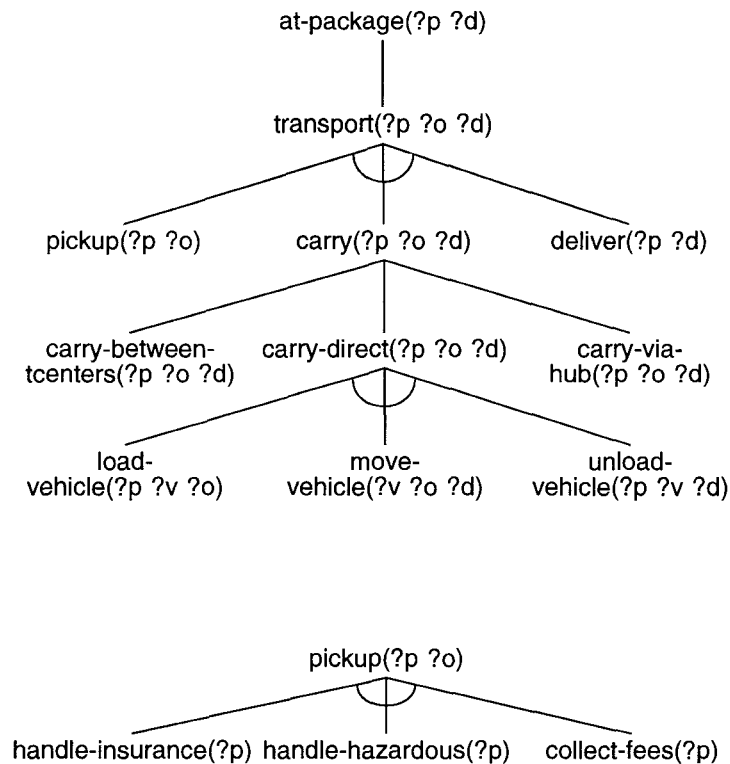 at-package(?p ?d)
transport(?p ?o ?d)
pickup(?p ?o)
carry(?p ?o ?d)
deliver(?p ?d)
carry-between-
tcenters(?p ?o ?d)
carry-direct(?p ?o ?d)
carry-via-
hub(?p ?o ?d)
load-
vehicle(?p ?v ?o)
move-
vehicle(?v ?o ?d)
unload-
vehicle(?p ?v ?d)
pickup(?p ?o)
handle-insurance(?p)
handle-hazardous(?p)
collect-fees(?p)